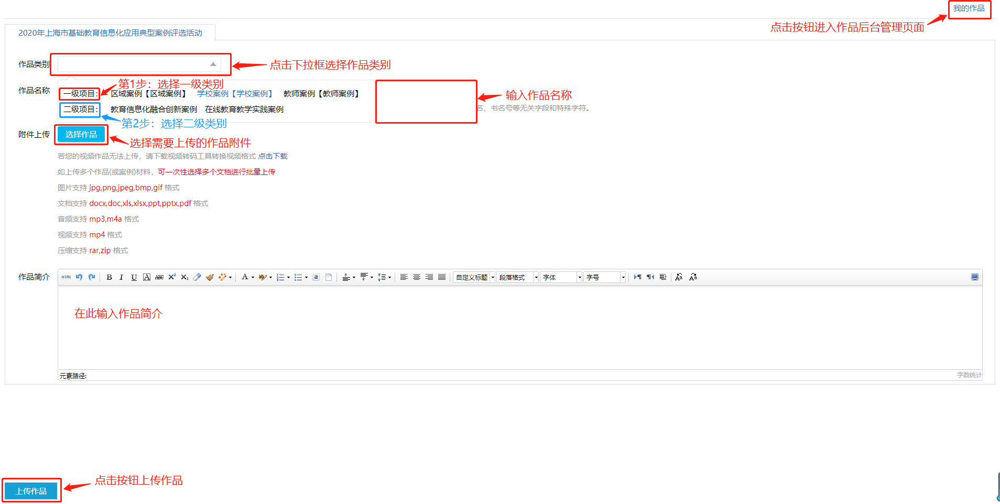 我的作品
点击按钮进入作品后台管理页面
2020年上海市基础教育信息化应用典型案例评选活动
作品类别
点击下拉框选择作品类别
作品名称
第1步：选择一级类别
一级项目： 区域案例【区域案例】 学校案例【学校案例】 教师案例【教师案例】
输入作品名称
二级项目： 教育信息化融合创新案例 在线教育教学实践案例
名、书名号等无关字段和特殊字符。
第2步：选择二级类别
附件上传 选择作品
选择需要上传的作品附件
若您的视频作品无法上传，请下载视频转码工具转换视频格式 点击下载
如上传多个作品(或案例)材料，可一次性选择多个文档进行批量上传
图片支持 jpg,png,jpeg,bmp,gif 格式
文档支持 docx,doc,xls,xlsx,ppt,pptx,pdf 格式
音频支持 mp3,m4a 格式
视频支持 mp4 格式
压缩支持 rar,zip 格式
作品简介 HTML B I U A ABC X² X₂ A ab a 自定义标题 段落格式 字体 字号 Aa Aa
在此输入作品简介
元素路径: 字数统计
点击按钮上传作品
上传作品